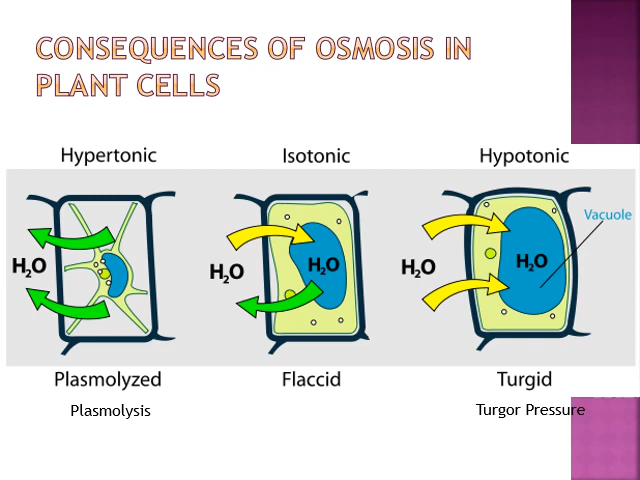 CONSEQUENCES OF OSMOSIS IN
PLANT CELLS
Hypertonic
Isotonic
Hypotonic
Vacuole
H₂O
H₂O
H₂O
H₂O
H₂O
Plasmolyzed
Flaccid
Turgid
Plasmolysis
Turgor Pressure